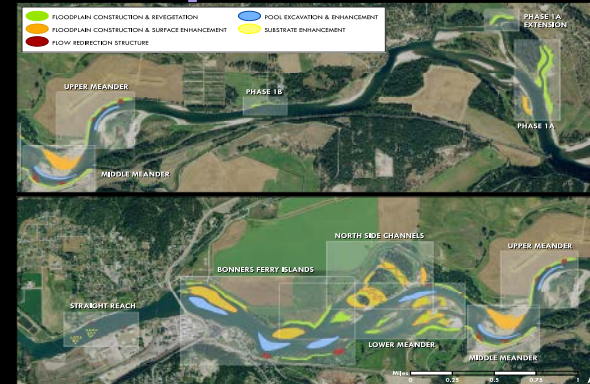 FLOODPLAIN CONSTRUCTION & REVEGETATION
POOL EXCAVATION & ENHANCEMENT
FLOODPLAIN CONSTRUCTION & SURFACE ENHANCEMENT
SUBSTRATE ENHANCEMENT
FLOW REDIRECTION STRUCTURE
PHASE 1A
EXTENSION
UPPER MEANDER
PHASE 1B
PHASE 1A
MIDDLE MEANDER
NORTH SIDE CHANNELS
UPPER MEANDER
BONNERS FERRY ISLANDS
STRAIGHT REACH
LOWER MEANDER
MIDDLE MEANDER
Miles
0 0.25 0.5 0.75 1